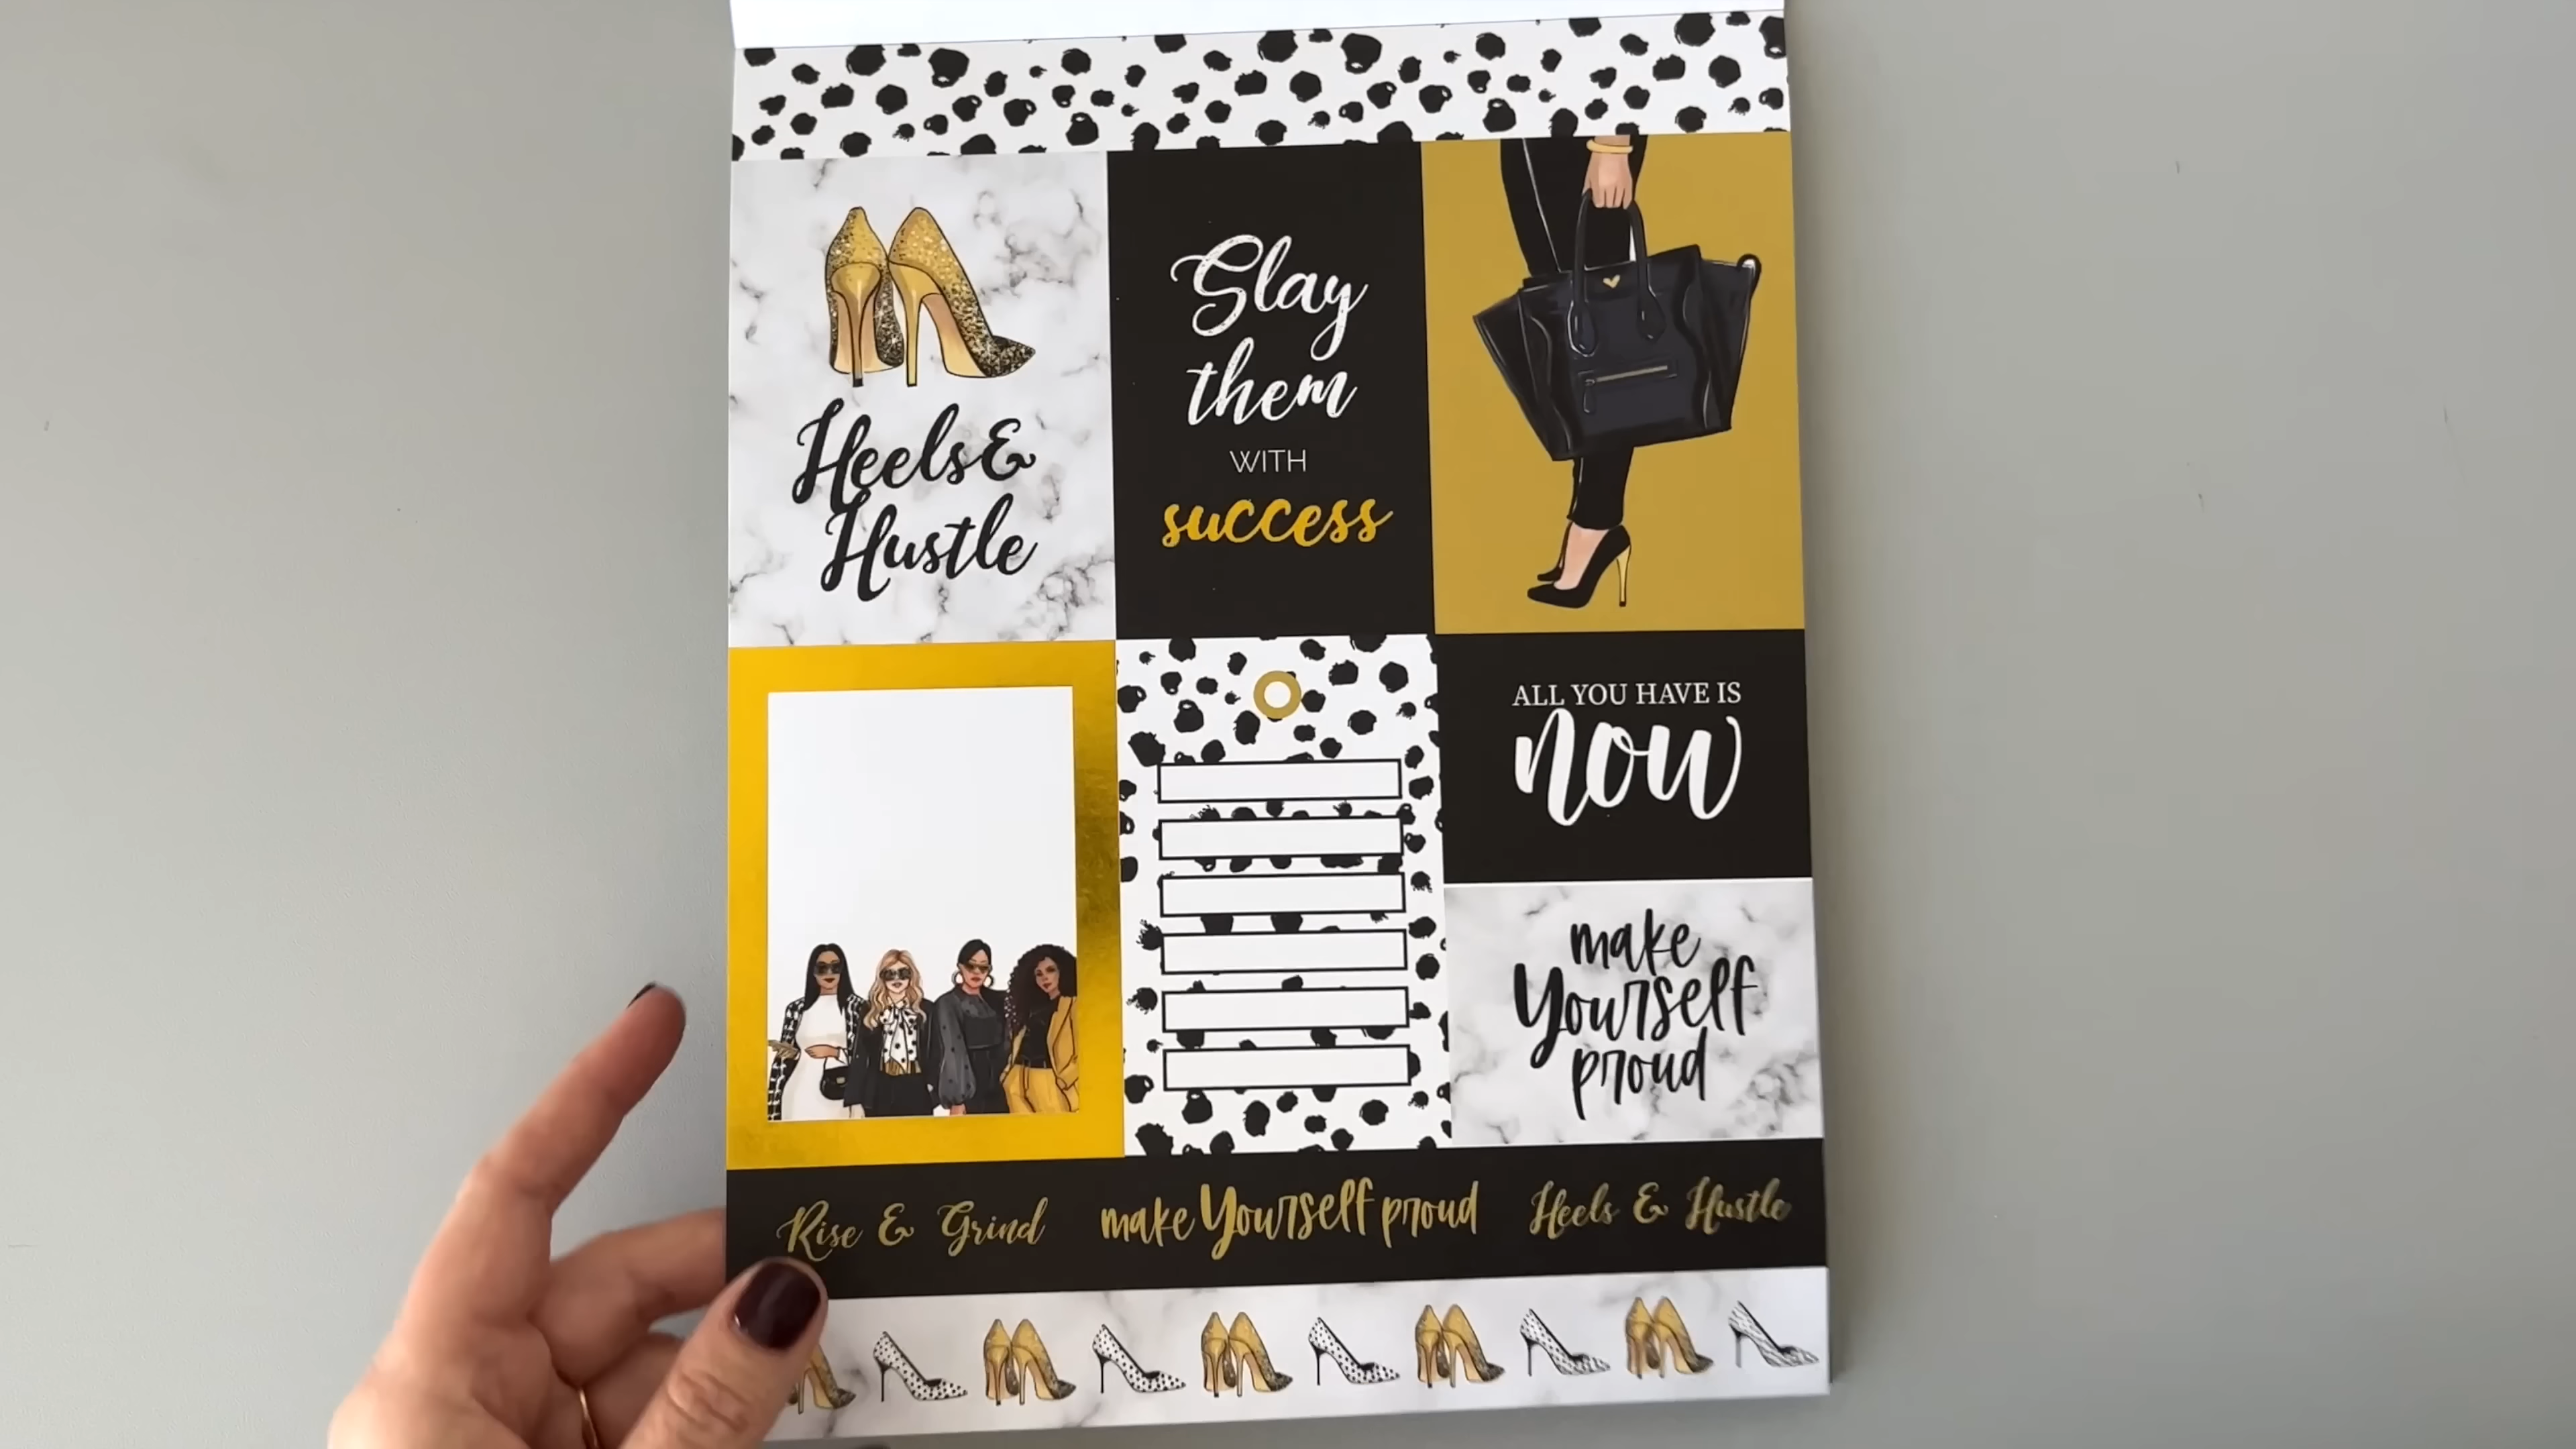 Heels &
Hustle
Slay
them
WITH
success
ALL YOU HAVE IS
now
make
Yourself
proud
Rise & Grind
make Yourself proud
Heels & Hustle